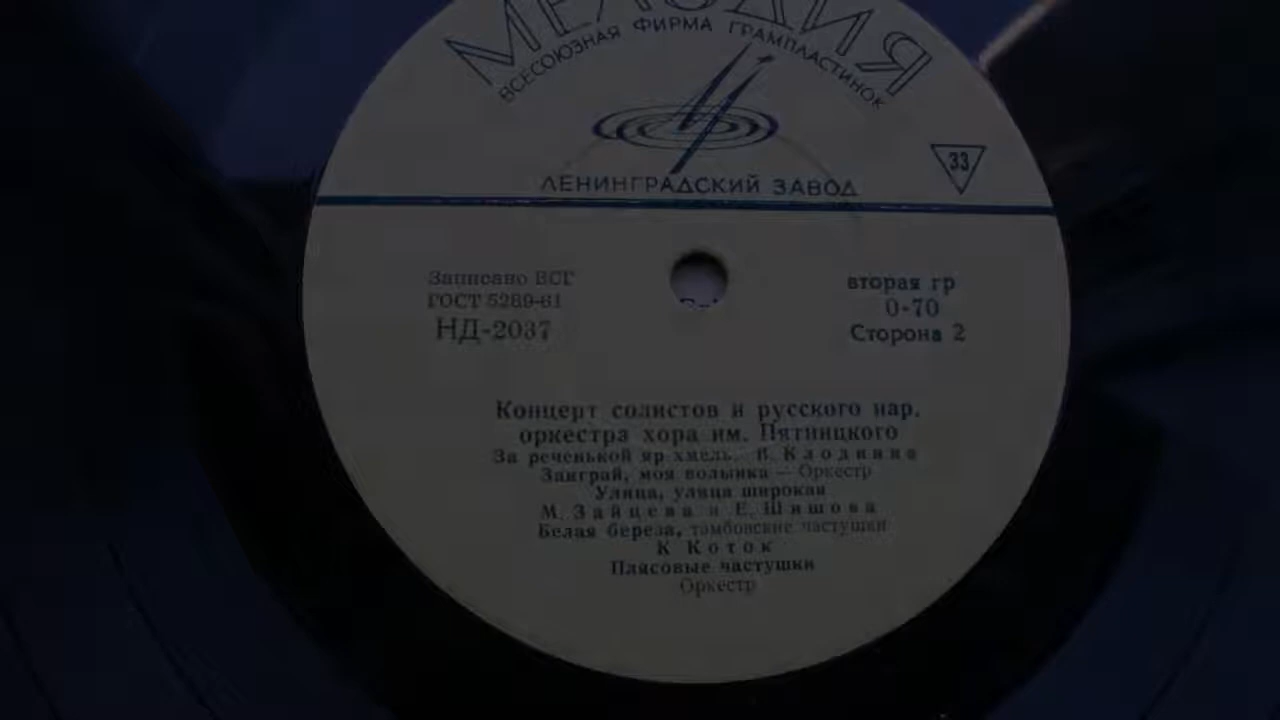 МЕЛОДИЯ
ВСЕСОЮЗНАЯ ФИРМА ГРАМПЛАСТИНОК
33
ЛЕНИНГРАДСКИЙ ЗАВОД
Записано ВСГ
ГОСТ 5289-61
НД-2037
вторая гр
0-70
Сторона 2
Концерт солистов и русского нар.
оркестра хора им. Пятницкого
За реченькой яр хмель. В. Клоднина
Заиграй, моя волынка — Оркестр
Улица, улица широкая
М. Зайцева и Е. Шишова
Белая береза, тамбовские частушки
К Коток
Плясовые частушки
Оркестр